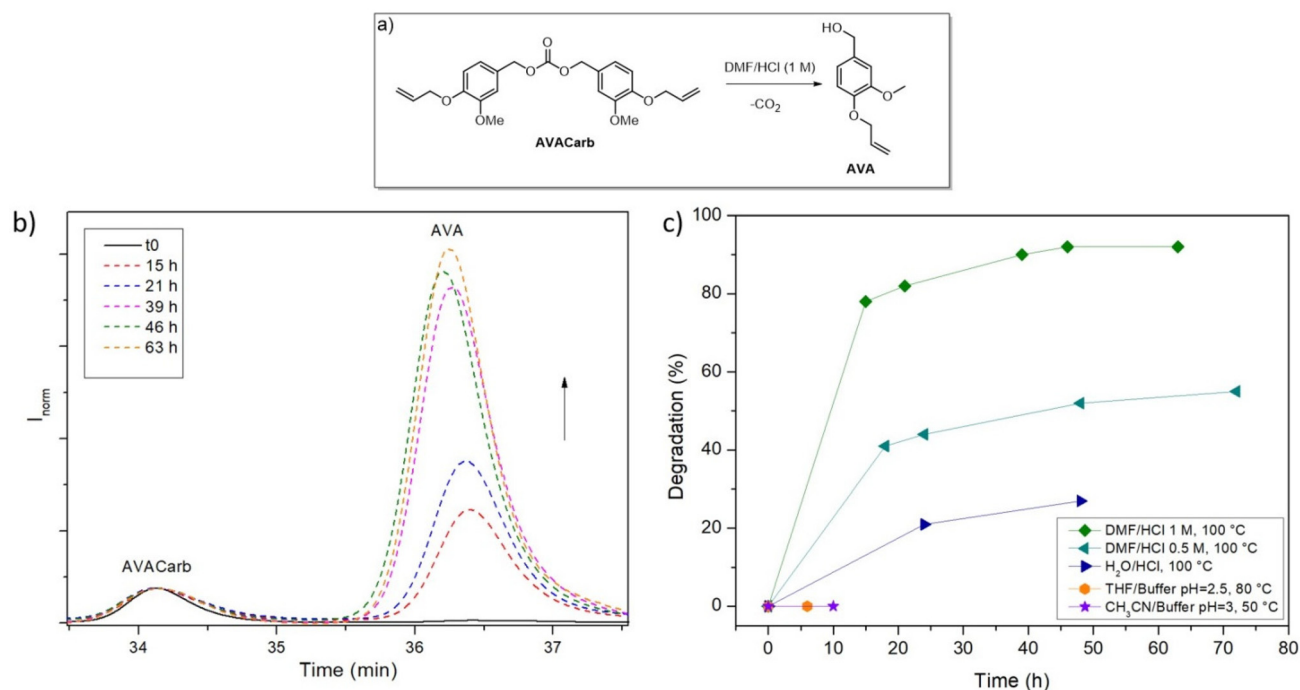 a)
O
O
O
O
O
OMe
OMe
AVACarb
DMF/HCl (1 M)
-CO2
HO
O
O
AVA
b)
t0
15 h
21 h
39 h
46 h
63 h
AVA
AVACarb
Inorm
34
35
36
37
Time (min)
c)
100
80
60
40
20
0
Degradation (%)
DMF/HCl 1 M, 100 °C
DMF/HCl 0.5 M, 100 °C
H2O/HCl, 100 °C
THF/Buffer pH=2.5, 80 °C
CH3CN/Buffer pH=3, 50 °C
0
10
20
30
40
50
60
70
80
Time (h)